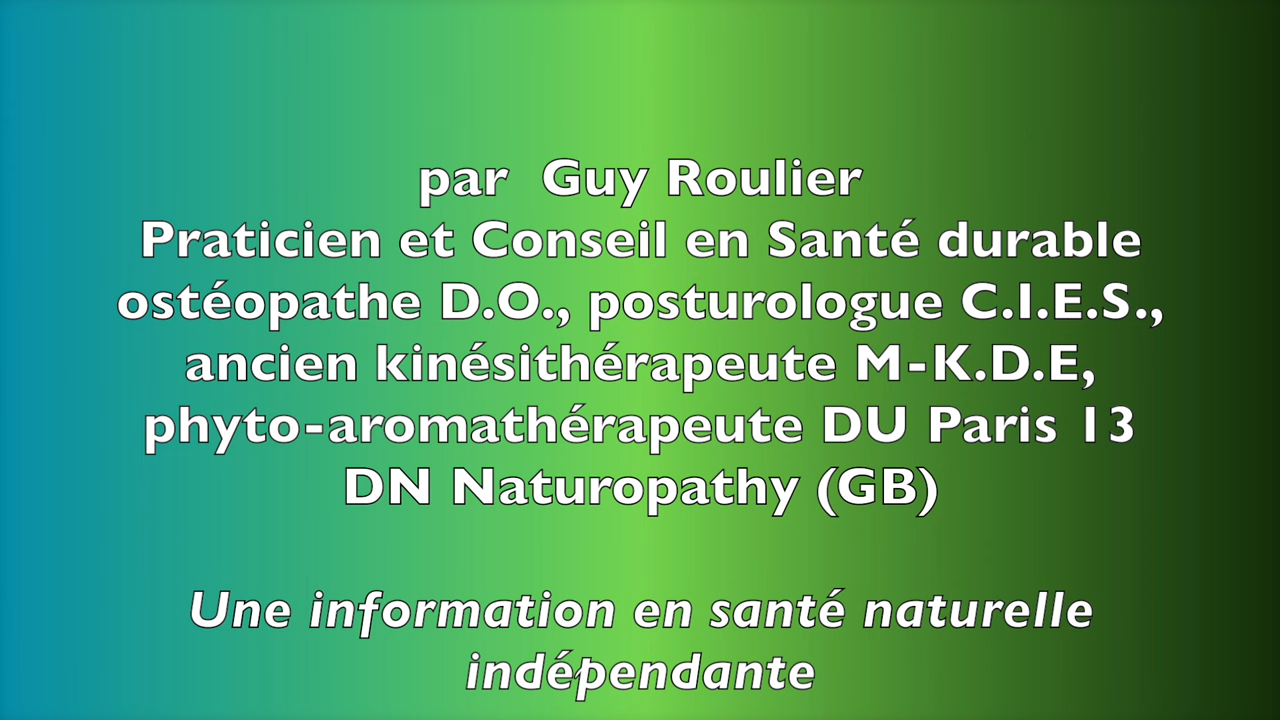 par  Guy Roulier
Praticien et Conseil en Santé durable
ostéopathe D.O., posturologue C.I.E.S.,
ancien kinésithérapeute M-K.D.E,
phyto-aromathérapeute DU Paris 13
DN Naturopathy (GB)
Une information en santé naturelle
indépendante